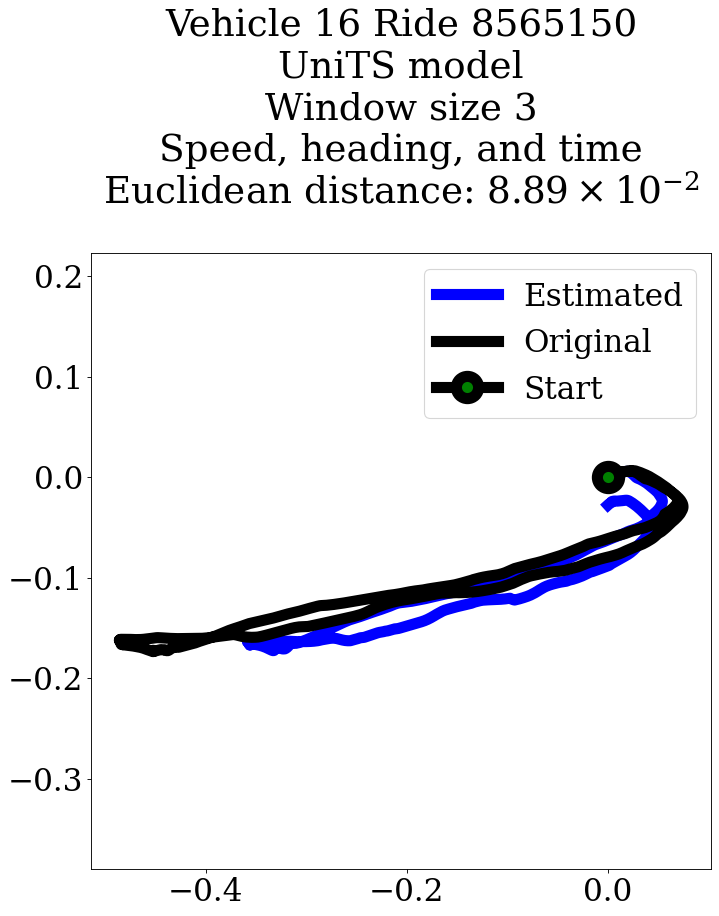 Vehicle 16 Ride 8565150
UniTS model
Window size 3
Speed, heading, and time
Euclidean distance: 8.89 × 10⁻²
Estimated
Original
Start
0.2
0.1
0.0
−0.1
−0.2
−0.3
−0.4
−0.2
0.0